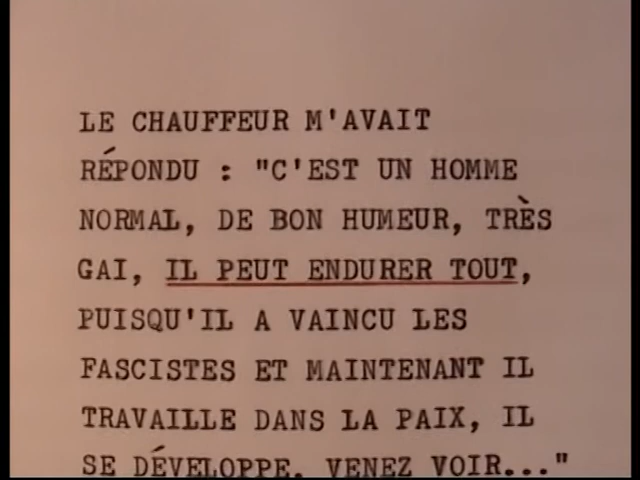 LE CHAUFFEUR M'AVAIT
RÉPONDU : "C'EST UN HOMME
NORMAL, DE BON HUMEUR, TRÈS
GAI, IL PEUT ENDURER TOUT,
PUISQU'IL A VAINCU LES
FASCISTES ET MAINTENANT IL
TRAVAILLE DANS LA PAIX, IL
SE DÉVELOPPE. VENEZ VOIR..."